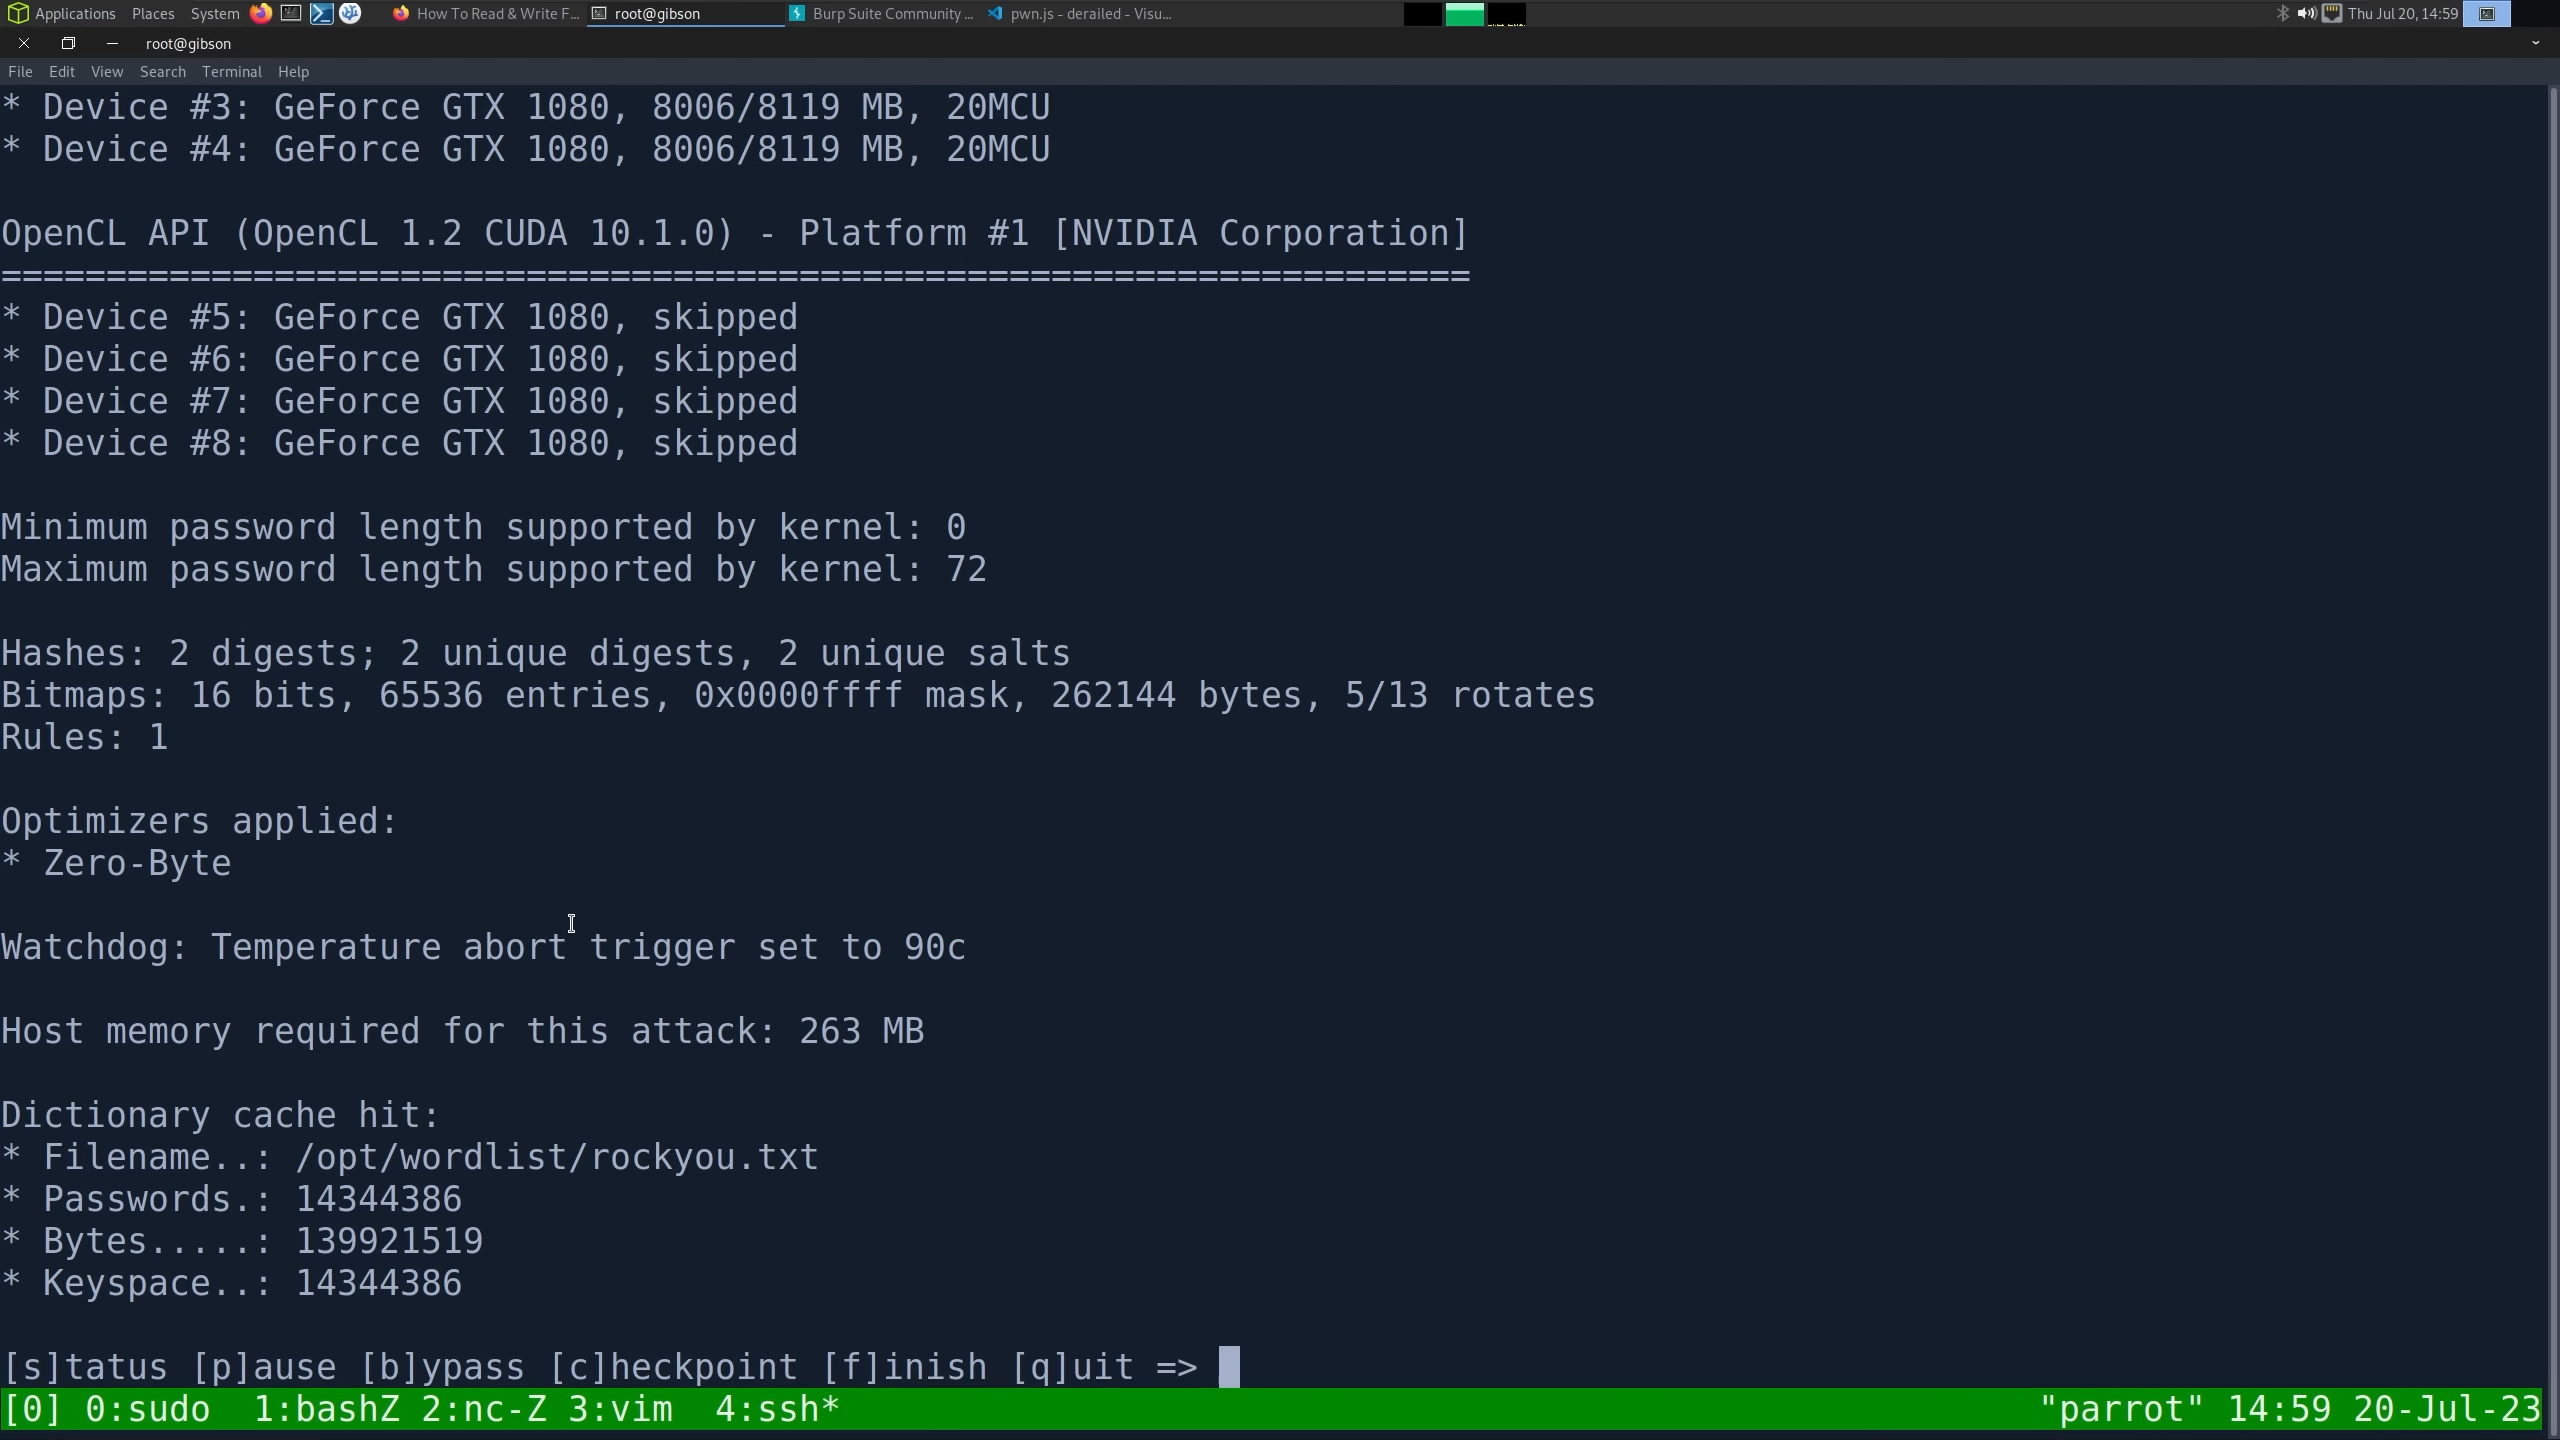 Applications Places System How To Read & Write F... root@gibson Burp Suite Community ... pwn.js - derailed - Visu... Thu Jul 20, 14:59
root@gibson
File Edit View Search Terminal Help
* Device #3: GeForce GTX 1080, 8006/8119 MB, 20MCU
* Device #4: GeForce GTX 1080, 8006/8119 MB, 20MCU
OpenCL API (OpenCL 1.2 CUDA 10.1.0) - Platform #1 [NVIDIA Corporation]
======================================================================
* Device #5: GeForce GTX 1080, skipped
* Device #6: GeForce GTX 1080, skipped
* Device #7: GeForce GTX 1080, skipped
* Device #8: GeForce GTX 1080, skipped
Minimum password length supported by kernel: 0
Maximum password length supported by kernel: 72
Hashes: 2 digests; 2 unique digests, 2 unique salts
Bitmaps: 16 bits, 65536 entries, 0x0000ffff mask, 262144 bytes, 5/13 rotates
Rules: 1
Optimizers applied:
* Zero-Byte
Watchdog: Temperature abort trigger set to 90c
Host memory required for this attack: 263 MB
Dictionary cache hit:
* Filename..: /opt/wordlist/rockyou.txt
* Passwords.: 14344386
* Bytes.....: 139921519
* Keyspace..: 14344386
[s]tatus [p]ause [b]ypass [c]heckpoint [f]inish [q]uit =>
[0] 0:sudo  1:bashZ 2:nc-Z 3:vim  4:ssh* "parrot" 14:59 20-Jul-23